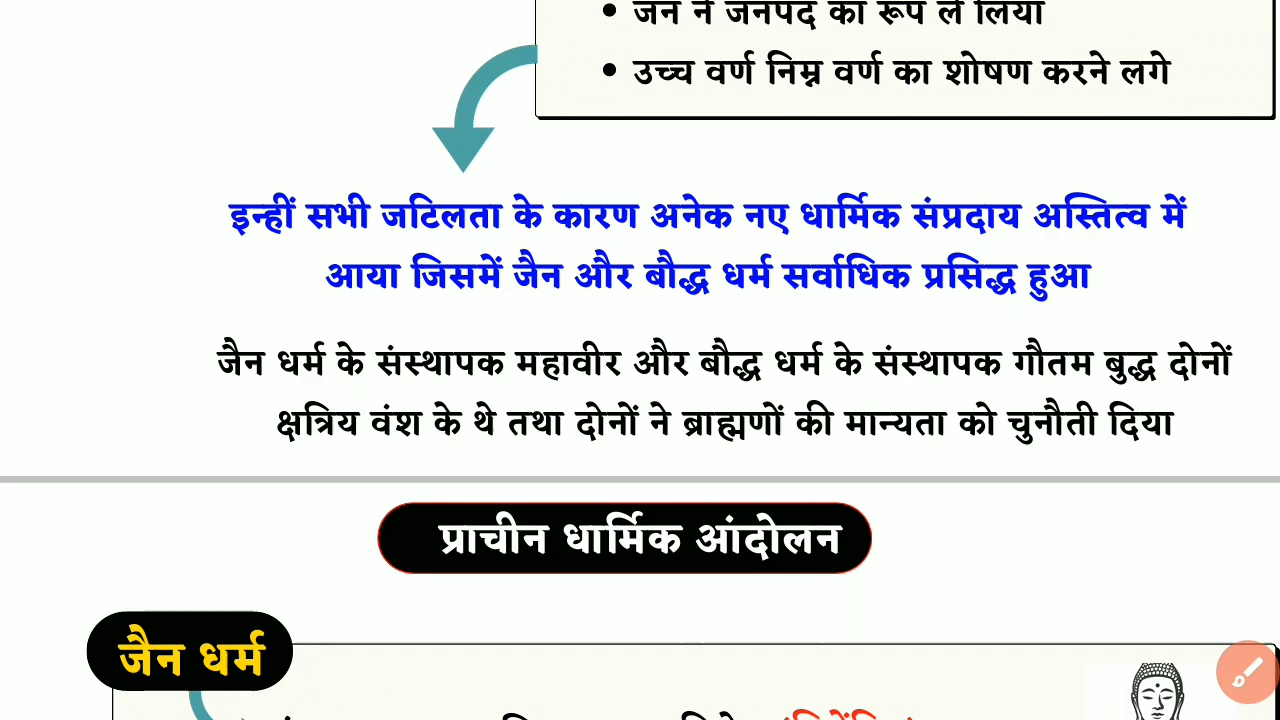 • जन ने जनपद का रूप ले लिया
• उच्च वर्ण निम्न वर्ण का शोषण करने लगे
इन्हीं सभी जटिलता के कारण अनेक नए धार्मिक संप्रदाय अस्तित्व में
आया जिसमें जैन और बौद्ध धर्म सर्वाधिक प्रसिद्ध हुआ
जैन धर्म के संस्थापक महावीर और बौद्ध धर्म के संस्थापक गौतम बुद्ध दोनों
क्षत्रिय वंश के थे तथा दोनों ने ब्राह्मणों की मान्यता को चुनौती दिया
प्राचीन धार्मिक आंदोलन
जैन धर्म